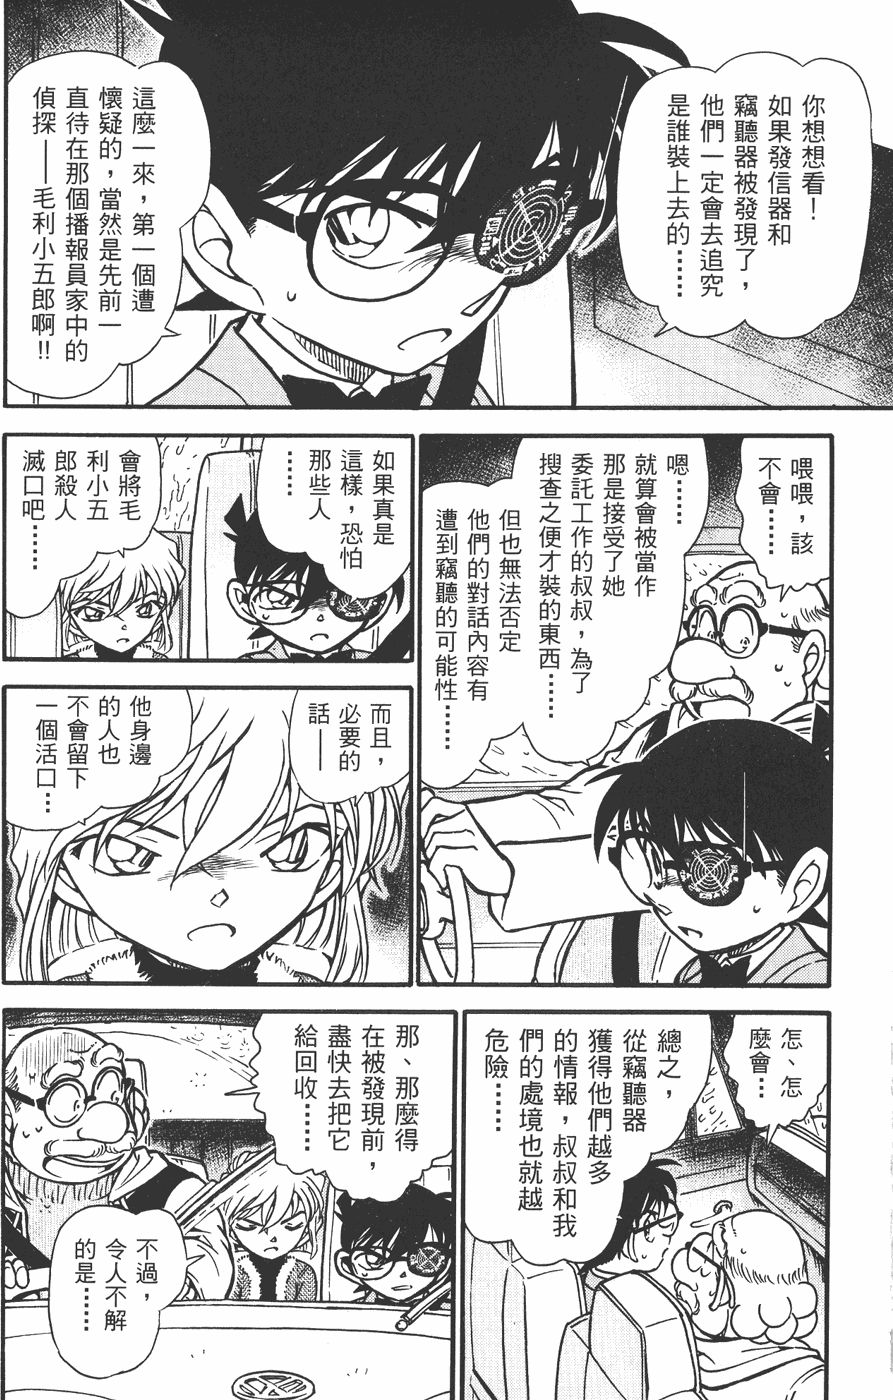 你想想看！
如果發信器和
竊聽器被發現了，
他們一定會去追究
是誰裝上去的……
這麼一來，第一個遭
懷疑的，當然是先前一
直待在那個播報員家中的
偵探——毛利小五郎啊!!
喂喂，該
不會……
嗯……
就算會被當作
那是接受了她
委託工作的叔叔，為了
搜查之便才裝的東西……
但也無法否定
他們的對話內容有
遭到竊聽的可能性……
如果真是
這樣，恐怕
那些人
……
會將毛
利小五
郎殺人
滅口吧……
而且，
必要的
話——
他身邊
的人也
不會留下
一個活口…
怎、怎
麼會…
總之，
從竊聽器
獲得他們越多
的情報，叔叔和我
們的處境也就越
危險……
那、那麼得
在被發現前，
盡快去把它
給回收……
不過，
令人不解
的是……